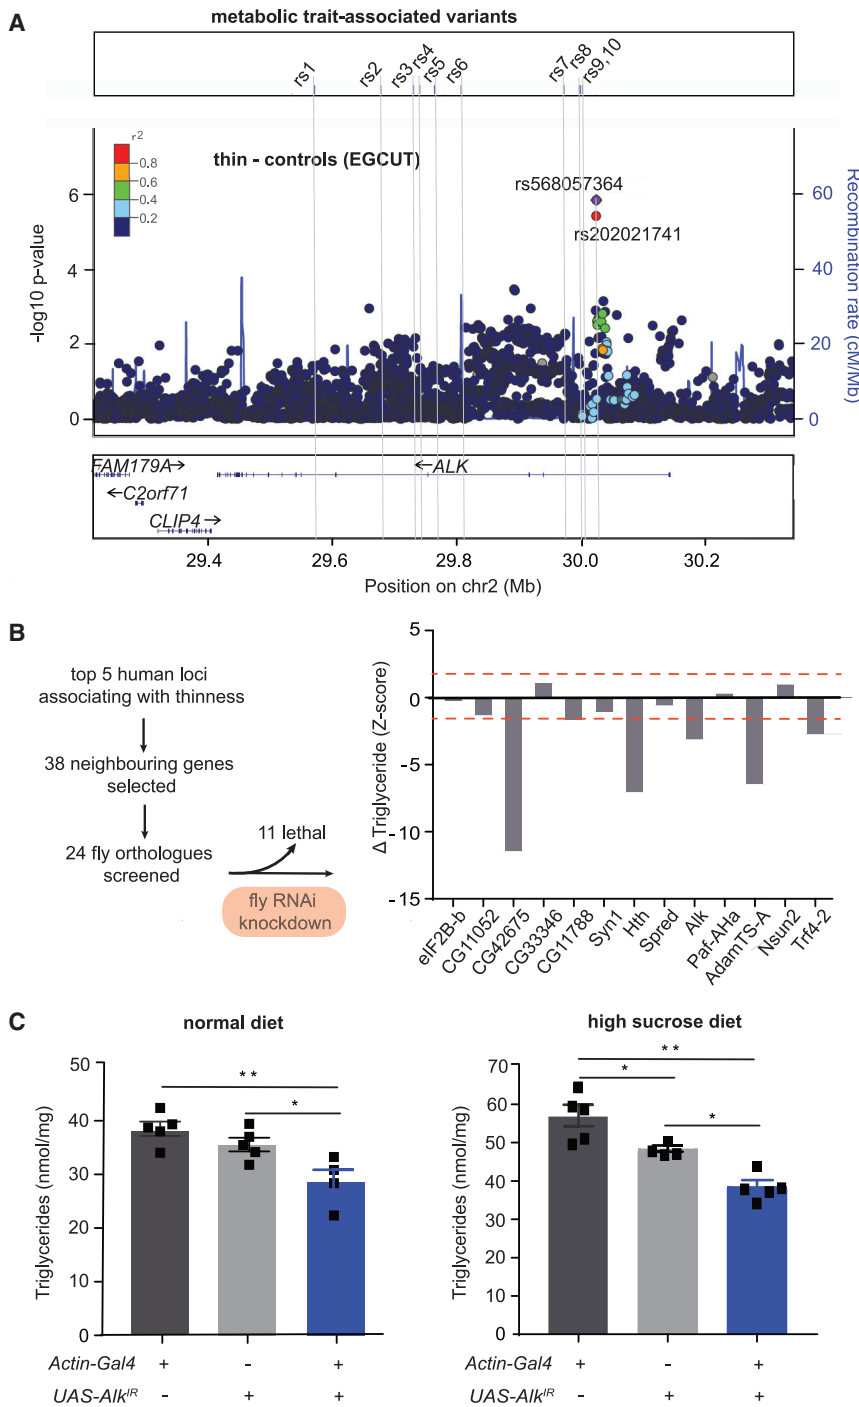 A
metabolic trait-associated variants
rs1
rs2
rs3
rs4
rs5
rs6
rs7
rs8
rs9,10
r2
0.8
0.6
0.4
0.2
thin - controls (EGCUT)
rs568057364
rs202021741
-log10 p-value
6
4
2
0
Recombination rate (cM/Mb)
60
40
20
0
FAM179A→
←C2orf71
CLIP4 →
←ALK
29.4
29.6
29.8
30.0
30.2
Position on chr2 (Mb)
B
top 5 human loci
associating with thinness
38 neighbouring genes
selected
24 fly orthologues
screened
11 lethal
fly RNAi
knockdown
Δ Triglyceride (Z-score)
5
0
-5
-10
-15
eIF2B-b
CG11052
CG42675
CG33346
CG11788
Syn1
Hth
Spred
Alk
Paf-AHa
AdamTS-A
Nsun2
Trf4-2
C
normal diet
Triglycerides (nmol/mg)
50
40
30
20
10
0
**
*
Actin-Gal4 + - +
UAS-AlkIR - + +
high sucrose diet
Triglycerides (nmol/mg)
70
60
50
40
30
20
10
0
**
*
*
Actin-Gal4 + - +
UAS-AlkIR - + +